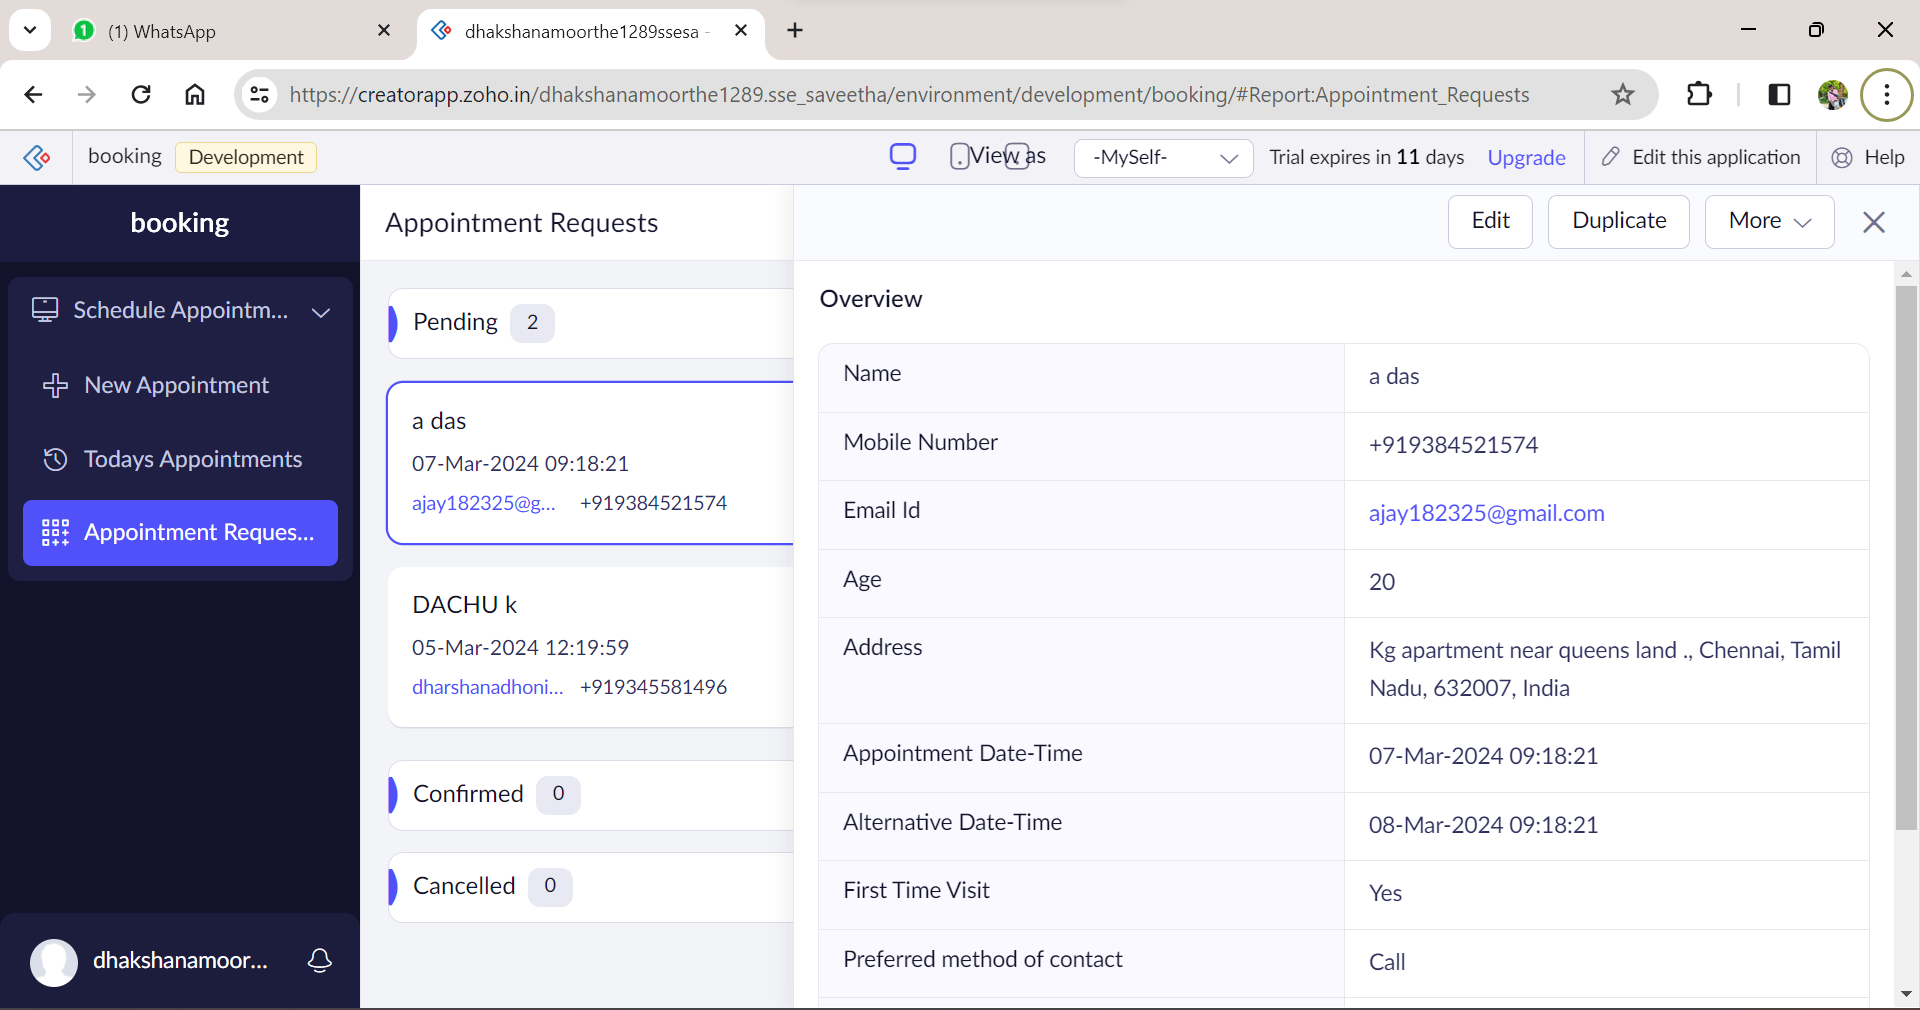 1
(1) WhatsApp
dhakshanamoorthe1289ssesa -
https://creatorapp.zoho.in/dhakshanamoorthe1289.sse_saveetha/environment/development/booking/#Report:Appointment_Requests
booking
Development
View as
-MySelf-
Trial expires in 11 days
Upgrade
Edit this application
Help
booking
Schedule Appointm...
New Appointment
Todays Appointments
Appointment Reques...
dhakshanamoor...
Appointment Requests
Pending 2
a das
07-Mar-2024 09:18:21
ajay182325@g... +919384521574
DACHU k
05-Mar-2024 12:19:59
dharshanadhoni... +919345581496
Confirmed 0
Cancelled 0
Edit
Duplicate
More
Overview
Name a das
Mobile Number +919384521574
Email Id ajay182325@gmail.com
Age 20
Address Kg apartment near queens land ., Chennai, Tamil
Nadu, 632007, India
Appointment Date-Time 07-Mar-2024 09:18:21
Alternative Date-Time 08-Mar-2024 09:18:21
First Time Visit Yes
Preferred method of contact Call